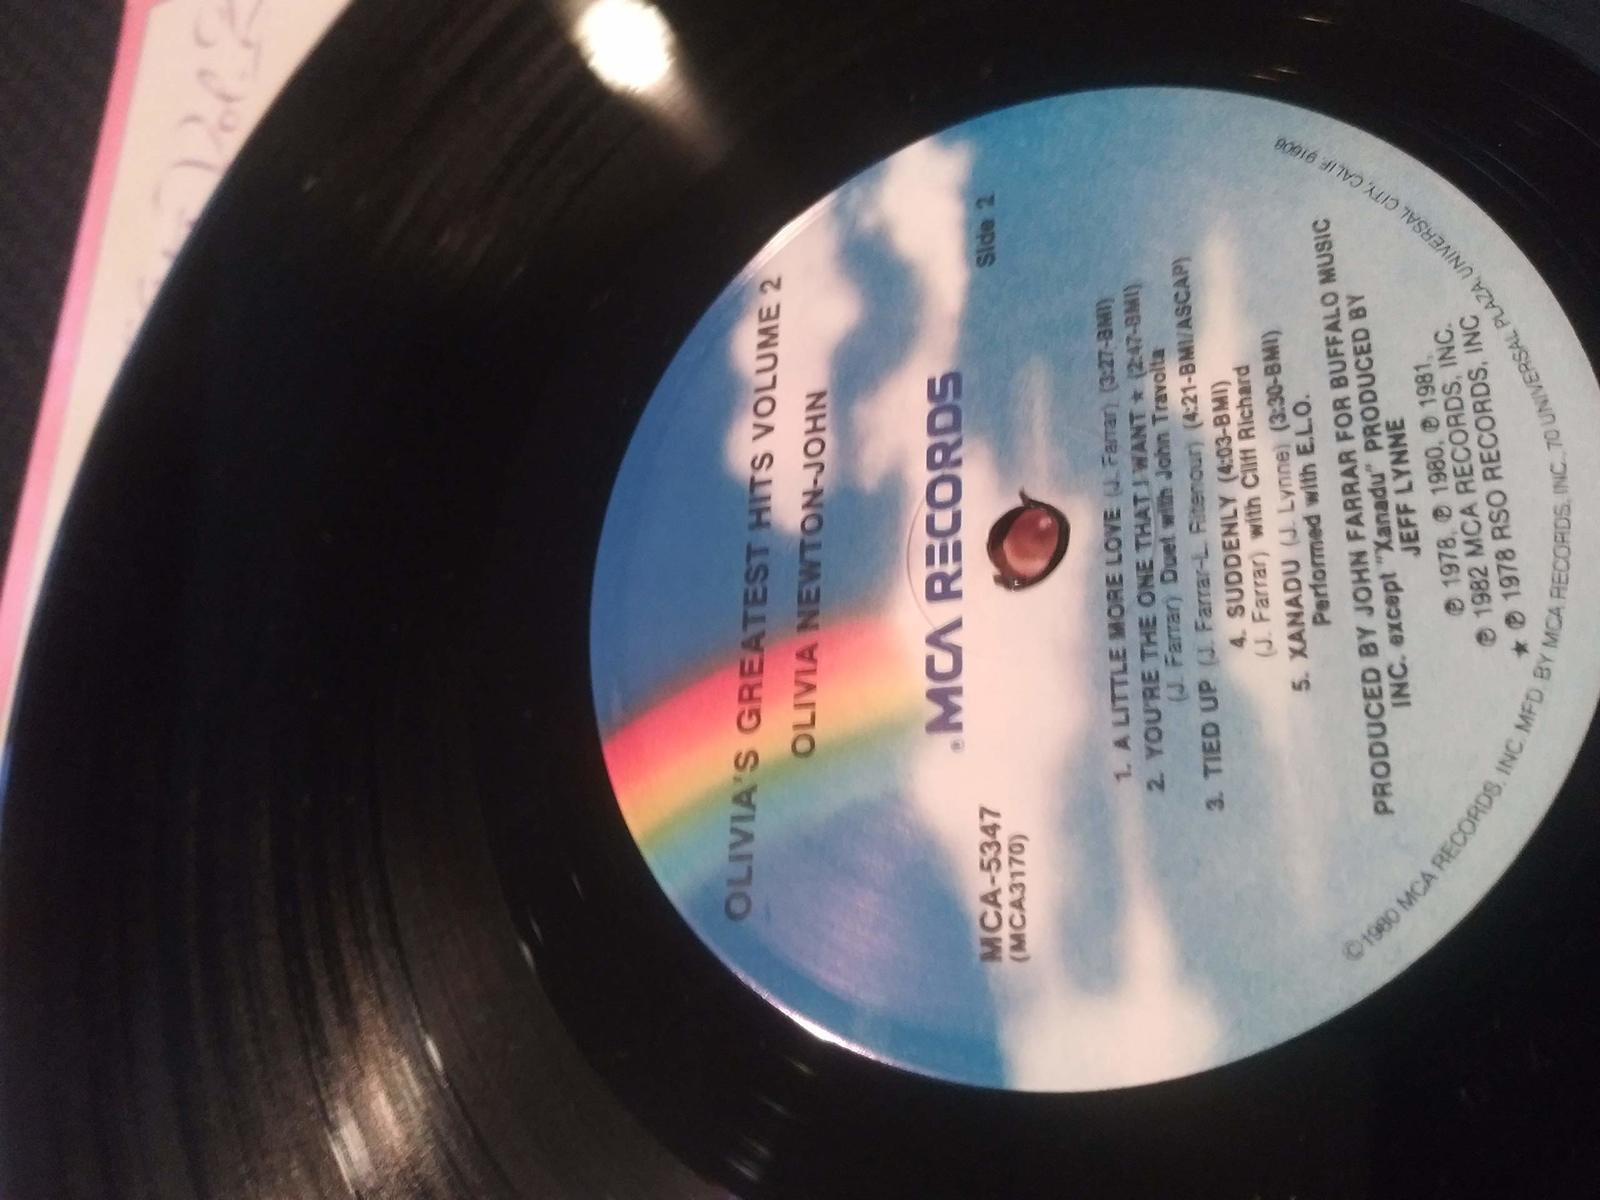 OLIVIA'S GREATEST HITS VOLUME 2
OLIVIA NEWTON-JOHN
®MCA RECORDS
MCA-5347
(MCA3170)
Side 2
1. A LITTLE MORE LOVE (J. Farrar) (3:27-BMI)
2. YOU'RE THE ONE THAT I WANT ★ (2:47-BMI)
(J. Farrar) Duet with John Travolta
3. TIED UP (J. Farrar-L. Ritenour) (4:21-BMI/ASCAP)
4. SUDDENLY (4:03-BMI)
(J. Farrar) with Cliff Richard
5. XANADU (J. Lynne) (3:30-BMI)
Performed with E.L.O.
PRODUCED BY JOHN FARRAR FOR BUFFALO MUSIC
INC. except "Xanadu" PRODUCED BY
JEFF LYNNE
℗ 1978, ℗ 1980, ℗ 1981,
℗ 1982 MCA RECORDS, INC.
★ ℗ 1978 RSO RECORDS, INC
© 1980 MCA RECORDS, INC. MFD BY MCA RECORDS, INC., 70 UNIVERSAL PLAZA, UNIVERSAL CITY, CALIF. 91608